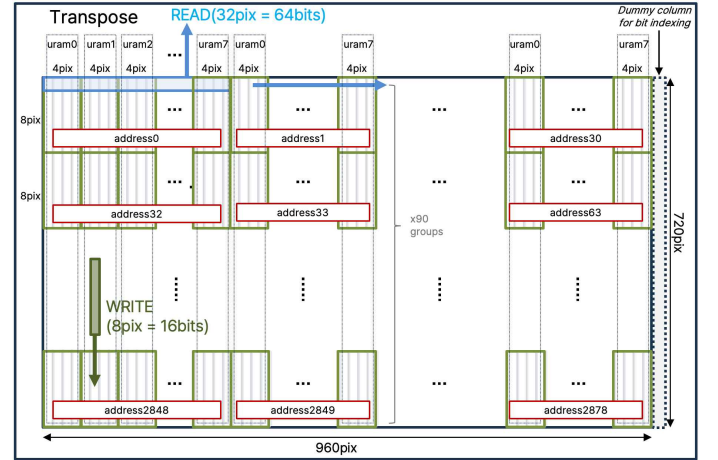 Transpose
READ(32pix = 64bits)
Dummy column
for bit indexing
uram0 uram1 uram2 ... uram7 uram0 uram7 uram0 uram7
4pix 4pix 4pix 4pix 4pix 4pix 4pix 4pix
8pix ... ... ... ...
address0 address1 address30
8pix ... ... ... ...
address32 address33 address63
x90
groups
720pix
WRITE
(8pix = 16bits)
... ... ... ...
address2848 address2849 address2878
960pix